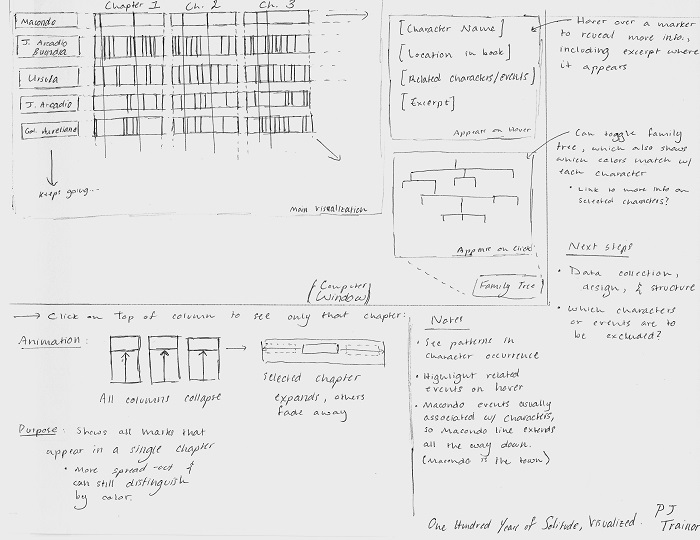 Chapter 1 Ch. 2 Ch. 3
Macondo
J. Arcadio
Buendia
Ursula
J. Arcadio
Col. Aureliano
Keeps going...
Main visualization
[Character Name]
[Location in book]
[Related characters/events]
[Excerpt]
Appears on Hover
Hover over a marker
to reveal more info,
including excerpt where
it appears
Can toggle family
tree, which also shows
which colors match w/
each character
• Link to more info on
selected characters?
Appears on click
[Family Tree]
[Computer
Window]
Next steps
• Data collection,
design, & structure
• Which characters
or events are to
be excluded?
→ Click on top of column to see only that chapter:
Animation:
All columns collapse
Selected chapter
expands, others
fade away
Purpose: Shows all marks that
appear in a single chapter
• More spread-out &
can still distinguish
by color.
Notes
• See patterns in
character occurrence
• Highlight related
events on hover
• Macondo events usually
associated w/ characters,
so Macondo line extends
all the way down.
(Macondo is the town)
One Hundred Years of Solitude, Visualized.
PJ
Trainor